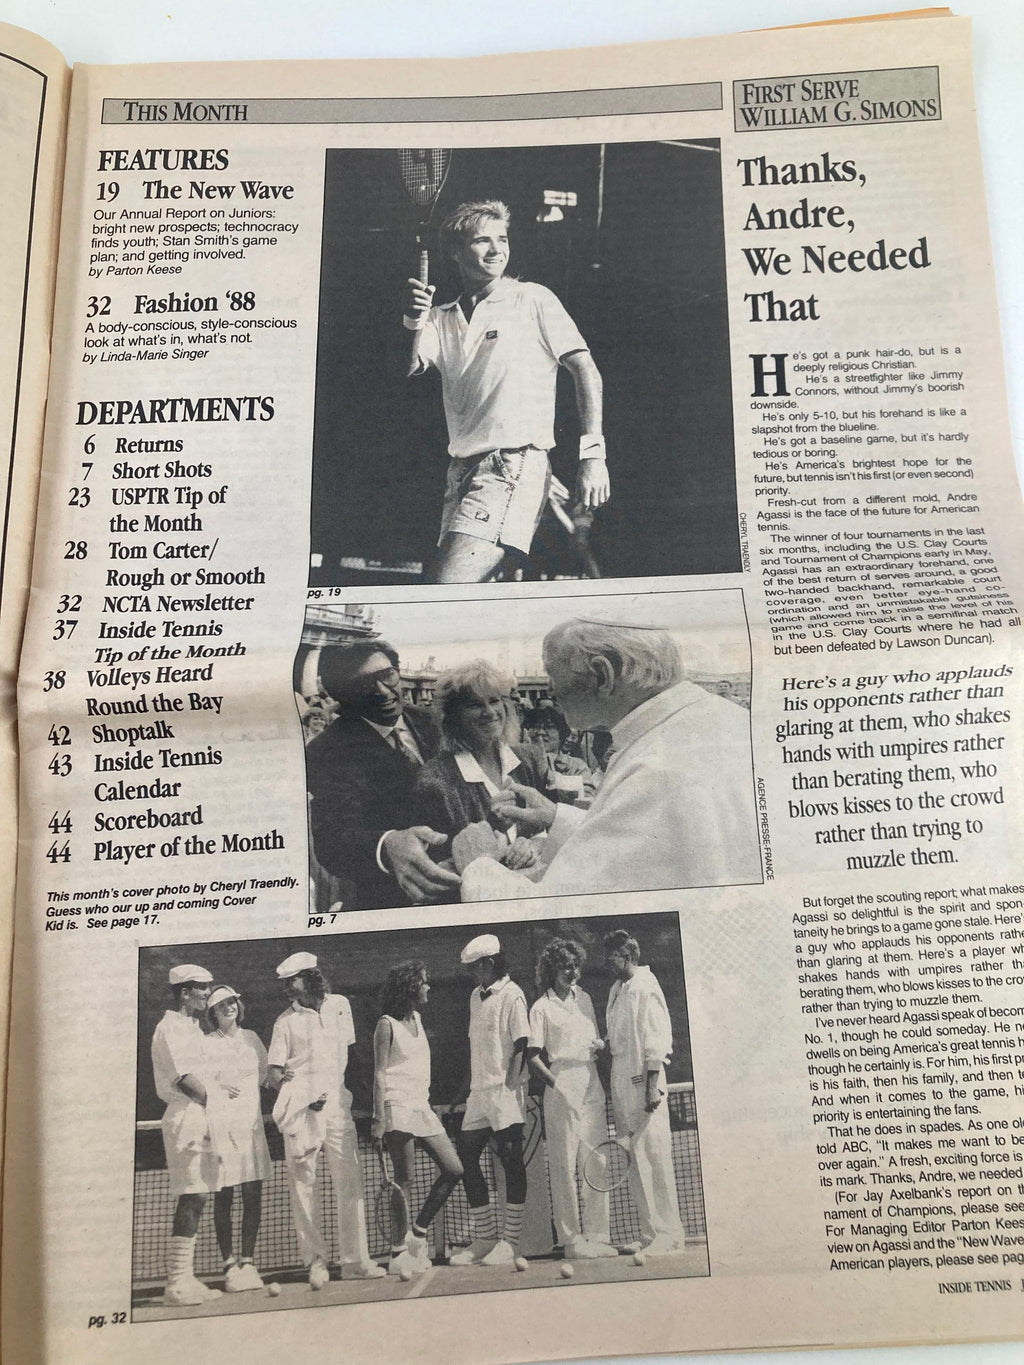 THIS MONTH
FEATURES
19 The New Wave
Our Annual Report on Juniors:
bright new prospects; technocracy
finds youth; Stan Smith's game
plan; and getting involved.
by Parton Keese
32 Fashion '88
A body-conscious, style-conscious
look at what's in, what's not.
by Linda-Marie Singer
DEPARTMENTS
6 Returns
7 Short Shots
23 USPTR Tip of
the Month
28 Tom Carter/
Rough or Smooth
32 NCTA Newsletter
37 Inside Tennis
Tip of the Month
38 Volleys Heard
Round the Bay
42 Shoptalk
43 Inside Tennis
Calendar
44 Scoreboard
44 Player of the Month
This month's cover photo by Cheryl Traendly.
Guess who our up and coming Cover
Kid is. See page 17.
CHERYL TRAENDLY
pg. 19
AGENCE PRESSE-FRANCE
pg. 7
pg. 32
FIRST SERVE
WILLIAM G. SIMONS
Thanks,
Andre,
We Needed
That
He's got a punk hair-do, but is a
deeply religious Christian.
He's a streetfighter like Jimmy
Connors, without Jimmy's boorish
downside.
He's only 5-10, but his forehand is like a
slapshot from the blueline.
He's got a baseline game, but it's hardly
tedious or boring.
He's America's brightest hope for the
future, but tennis isn't his first (or even second)
priority.
Fresh-cut from a different mold, Andre
Agassi is the face of the future for American
tennis.
The winner of four tournaments in the last
six months, including the U.S. Clay Courts
and Tournament of Champions early in May,
Agassi has an extraordinary forehand, one
of the best return of serves around, a good
two-handed backhand, remarkable court
coverage, even better eye-hand co-
ordination and an unmistakable gutsiness
(which allowed him to raise the level of his
game and come back in a semifinal match
in the U.S. Clay Courts where he had all
but been defeated by Lawson Duncan).
Here's a guy who applauds
his opponents rather than
glaring at them, who shakes
hands with umpires rather
than berating them, who
blows kisses to the crowd
rather than trying to
muzzle them.
But forget the scouting report; what makes
Agassi so delightful is the spirit and spon-
taneity he brings to a game gone stale. Here'
a guy who applauds his opponents rath
than glaring at them. Here's a player wh
shakes hands with umpires rather tha
berating them, who blows kisses to the cro
rather than trying to muzzle them.
I've never heard Agassi speak of becom
No. 1, though he could someday. He n
dwells on being America's great tennis h
though he certainly is. For him, his first p
is his faith, then his family, and then te
And when it comes to the game, hi
priority is entertaining the fans.
That he does in spades. As one ol
told ABC, "It makes me want to be
over again." A fresh, exciting force is
its mark. Thanks, Andre, we needed
(For Jay Axelbank's report on t
nament of Champions, please see
For Managing Editor Parton Kees
view on Agassi and the "New Wave
American players, please see pag
INSIDE TENNIS J